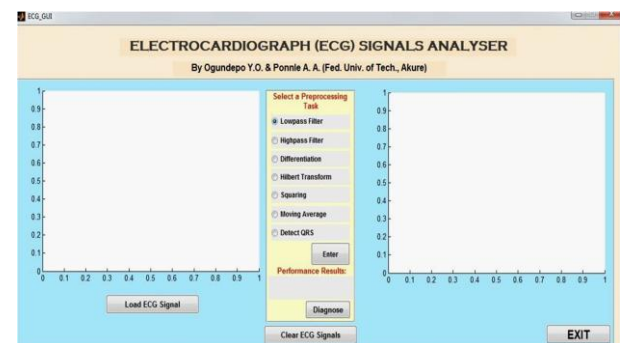 ECG_GUI
ELECTROCARDIOGRAPH (ECG) SIGNALS ANALYSER
By Ogundepo Y.O. & Ponnle A. A. (Fed. Univ. of Tech., Akure)
1
0.9
0.8
0.7
0.6
0.5
0.4
0.3
0.2
0.1
0
0 0.1 0.2 0.3 0.4 0.5 0.6 0.7 0.8 0.9 1
Load ECG Signal
Select a Preprocessing
Task
Lowpass Filter
Highpass Filter
Differentiation
Hilbert Transform
Squaring
Moving Average
Detect QRS
Enter
Performance Results:
Diagnose
Clear ECG Signals
1
0.9
0.8
0.7
0.6
0.5
0.4
0.3
0.2
0.1
0
0 0.1 0.2 0.3 0.4 0.5 0.6 0.7 0.8 0.9 1
EXIT